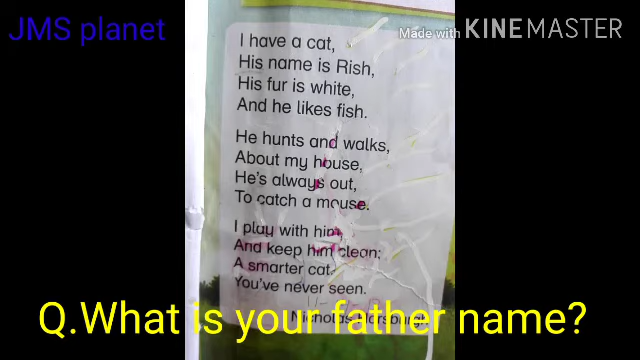 JMS planet
Made with KINEMASTER
I have a cat,
His name is Rish,
His fur is white,
And he likes fish.
He hunts and walks,
About my house,
He's always out,
To catch a mouse.
I play with him,
And keep him clean;
A smarter cat,
You've never seen.
Q.What is your father name?
Nicholas